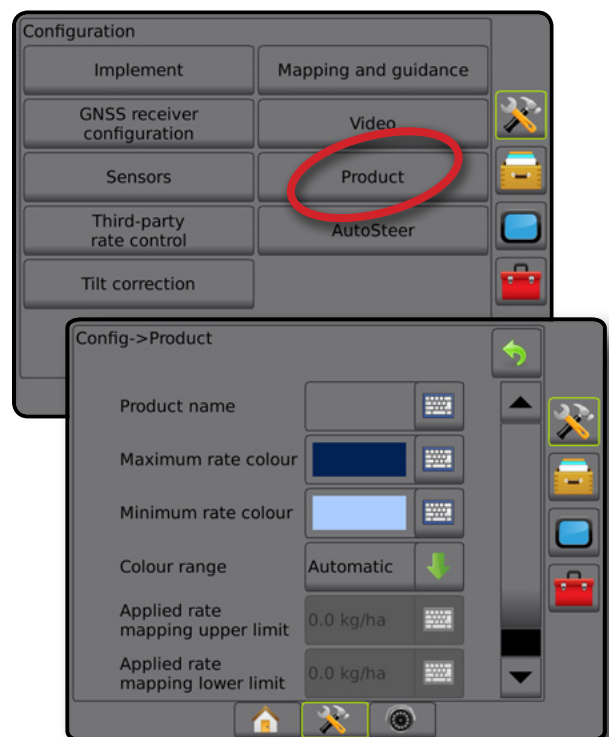 Configuration
Implement
Mapping and guidance
GNSS receiver
configuration
Video
Sensors
Product
Third-party
rate control
AutoSteer
Tilt correction
Config->Product
Product name
Maximum rate colour
Minimum rate colour
Colour range
Automatic
Applied rate
mapping upper limit
0.0 kg/ha
Applied rate
mapping lower limit
0.0 kg/ha